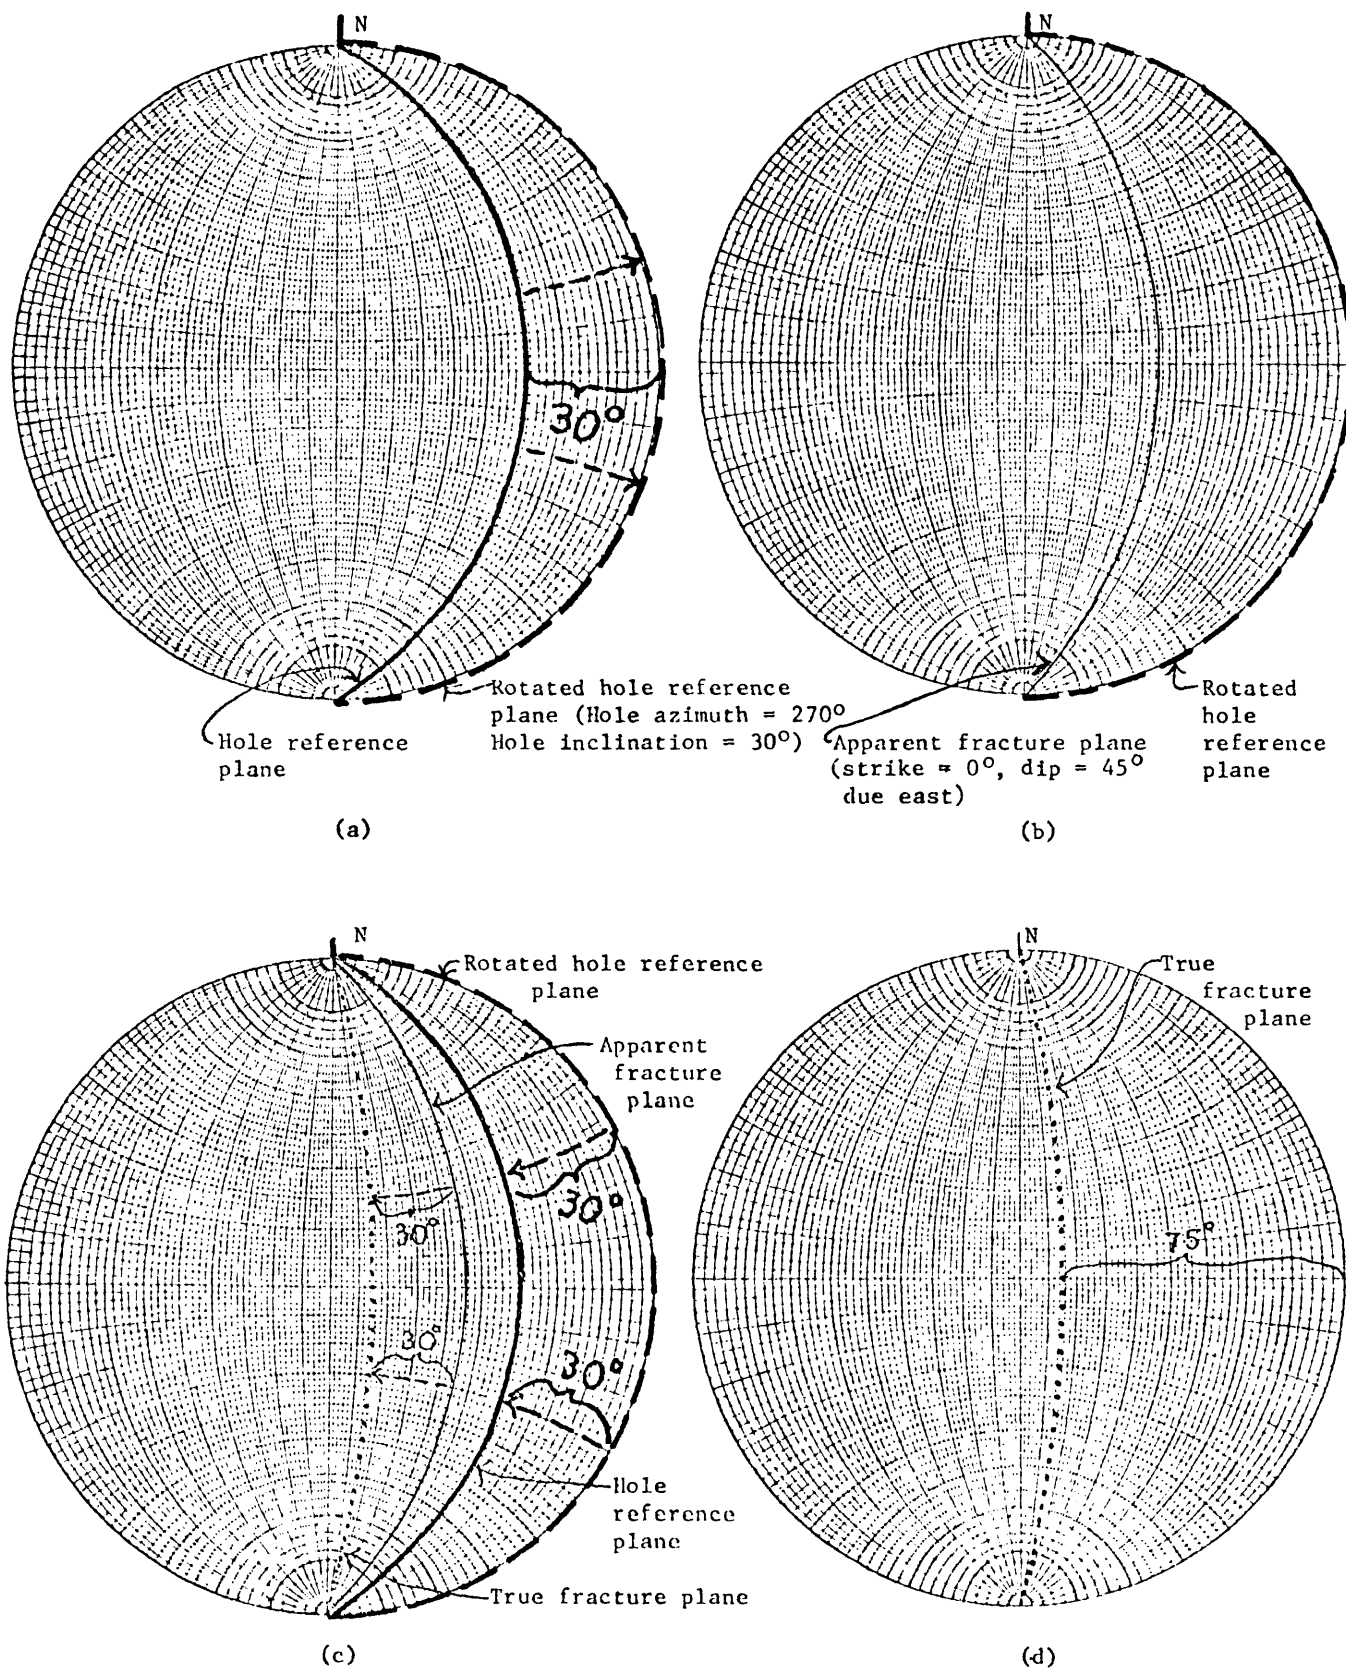 N
30°
Rotated hole reference
plane (Hole azimuth = 270°
Hole inclination = 30°)
Hole reference
plane
(a)
N
Rotated
hole
reference
plane
Apparent fracture plane
(strike = 0°, dip = 45°
due east)
(b)
N
Rotated hole reference
plane
Apparent
fracture
plane
30°
30°
30°
30°
Hole
reference
plane
True fracture plane
(c)
N
True
fracture
plane
75°
(d)